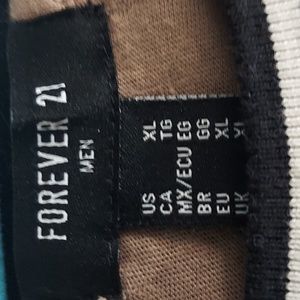 FOREVER 21
MEN
US XL
CA TG
MX/ECU EG
BR GG
EU XL
UK XL